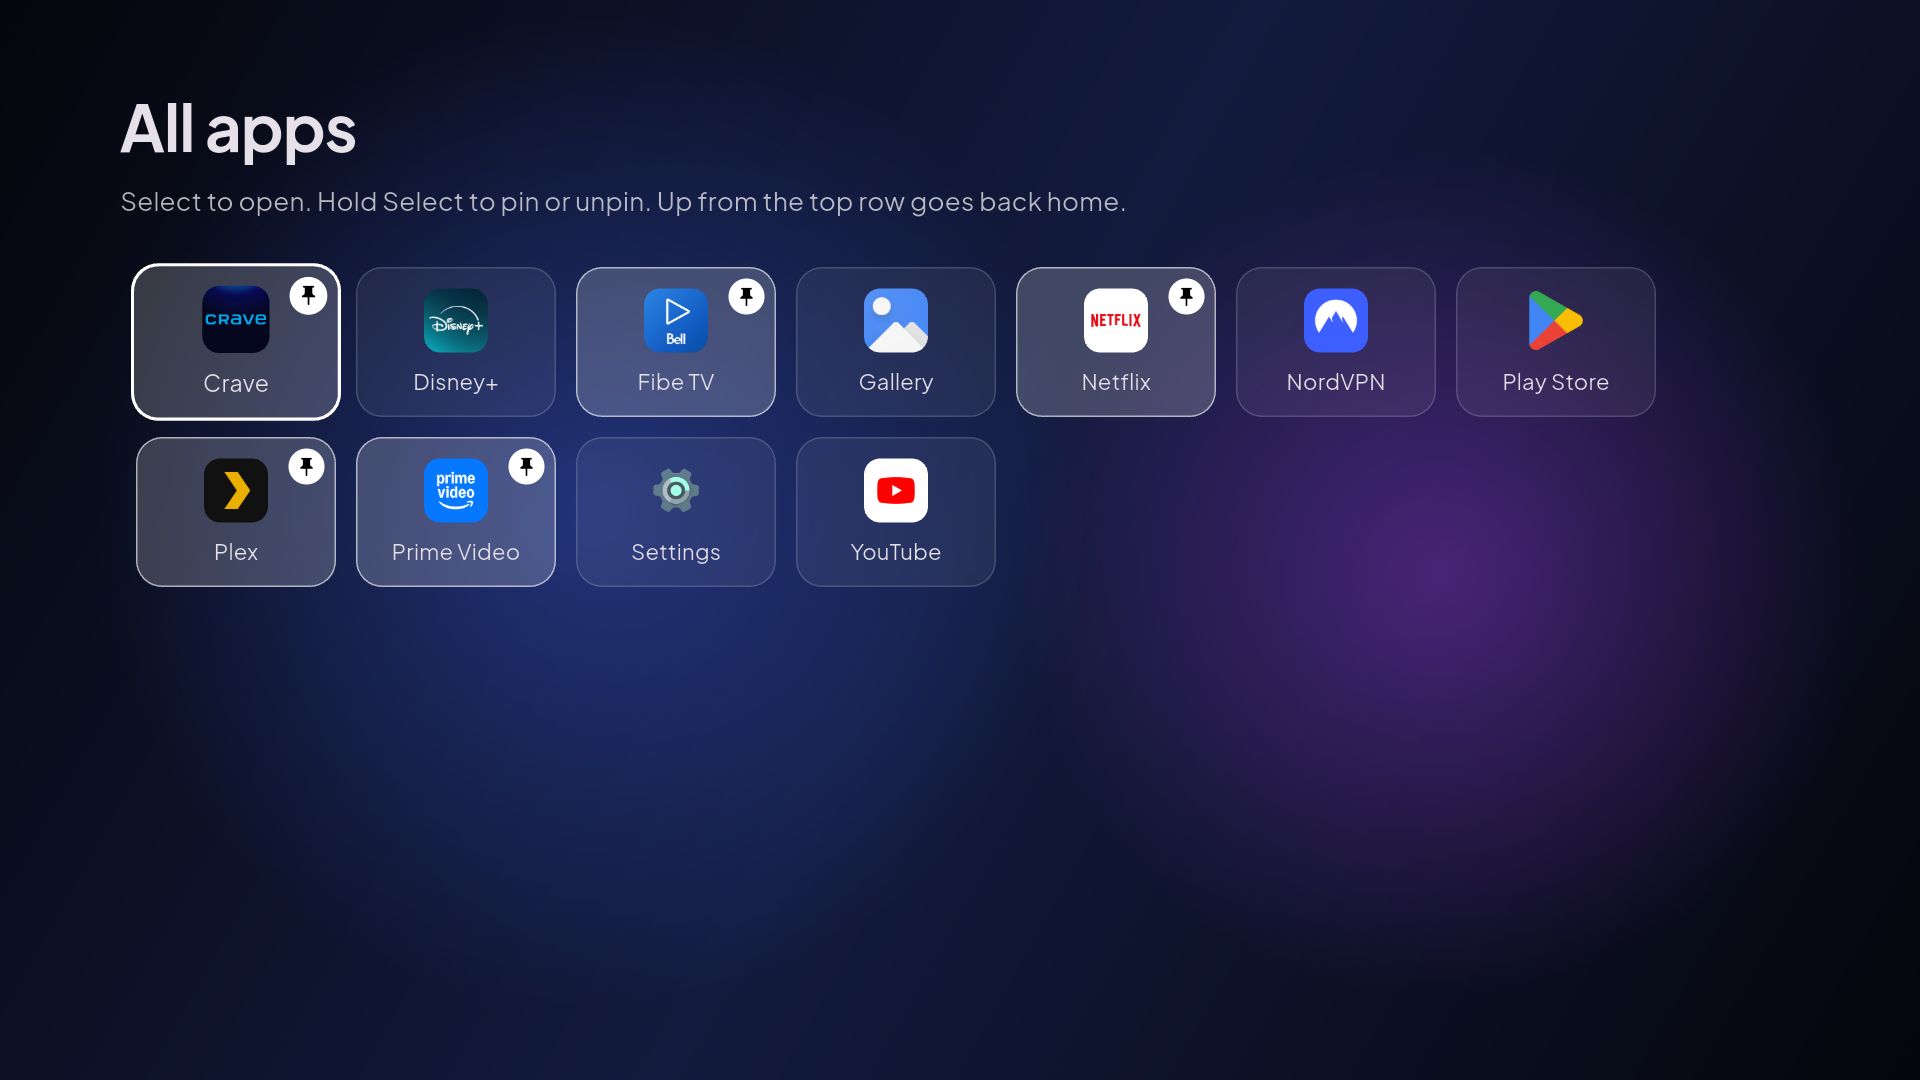 All apps
Select to open. Hold Select to pin or unpin. Up from the top row goes back home.
CRAVE
Crave
Disney+
Disney+
Bell
Fibe TV
Gallery
NETFLIX
Netflix
NordVPN
Play Store
Plex
prime
video
Prime Video
Settings
YouTube